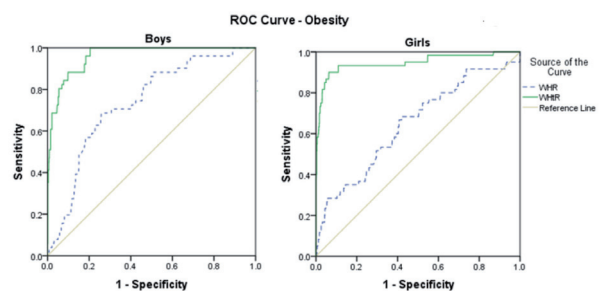 ROC Curve - Obesity
Boys
Sensitivity
1.0
0.8
0.6
0.4
0.2
0.0
0.0 0.2 0.4 0.6 0.8 1.0
1 - Specificity
Girls
Sensitivity
1.0
0.8
0.6
0.4
0.2
0.0
0.0 0.2 0.4 0.6 0.8 1.0
1 - Specificity
Source of the
Curve
WHR
WHtR
Reference Line